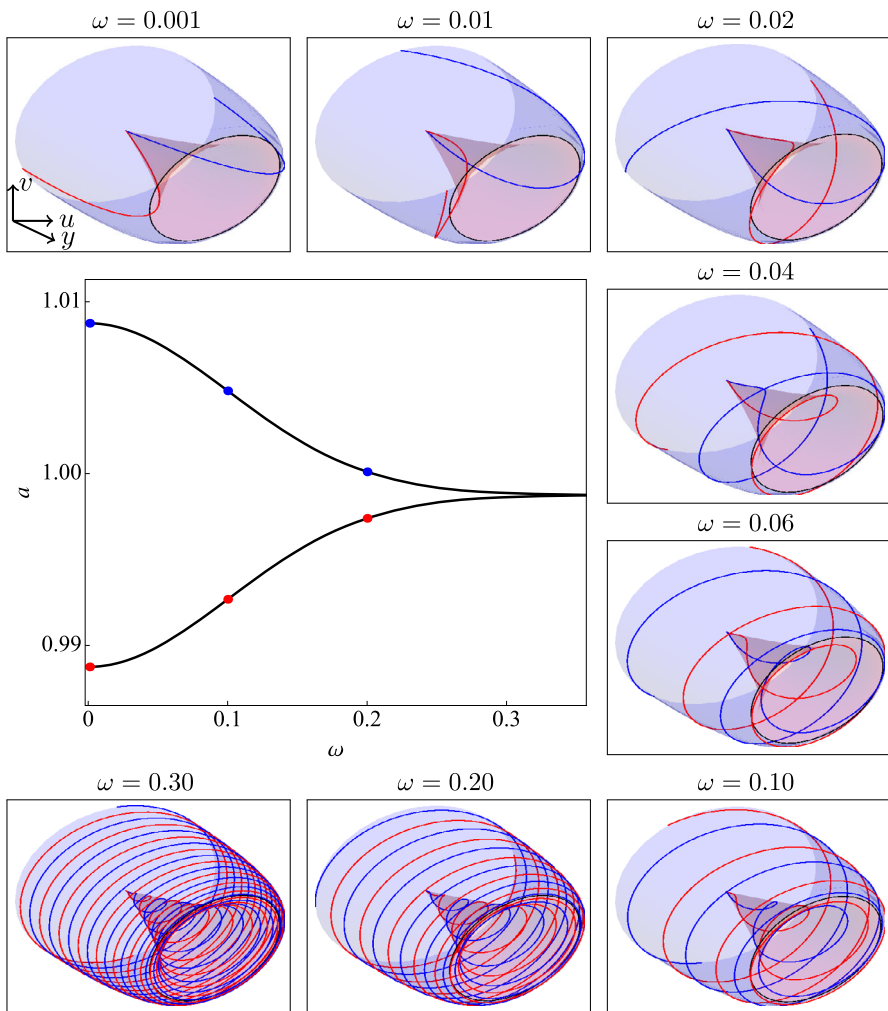 ω = 0.001
ω = 0.01
ω = 0.02
v
u
y
ω = 0.04
1.01
1.00
a
0.99
0
0.1
0.2
0.3
ω
ω = 0.06
ω = 0.30
ω = 0.20
ω = 0.10